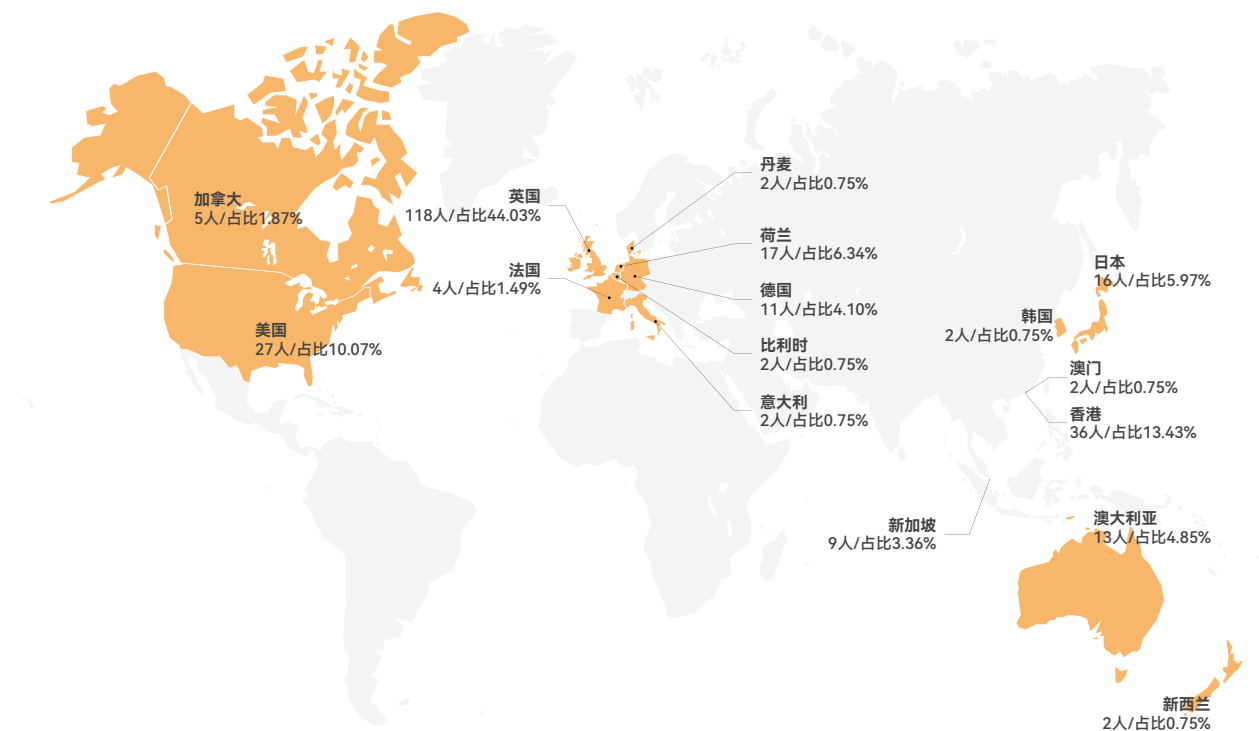 丹麦
2人/占比0.75%
加拿大
5人/占比1.87%
英国
118人/占比44.03%
荷兰
17人/占比6.34%
法国
4人/占比1.49%
德国
11人/占比4.10%
日本
16人/占比5.97%
美国
27人/占比10.07%
韩国
2人/占比0.75%
比利时
2人/占比0.75%
澳门
2人/占比0.75%
意大利
2人/占比0.75%
香港
36人/占比13.43%
新加坡
9人/占比3.36%
澳大利亚
13人/占比4.85%
新西兰
2人/占比0.75%